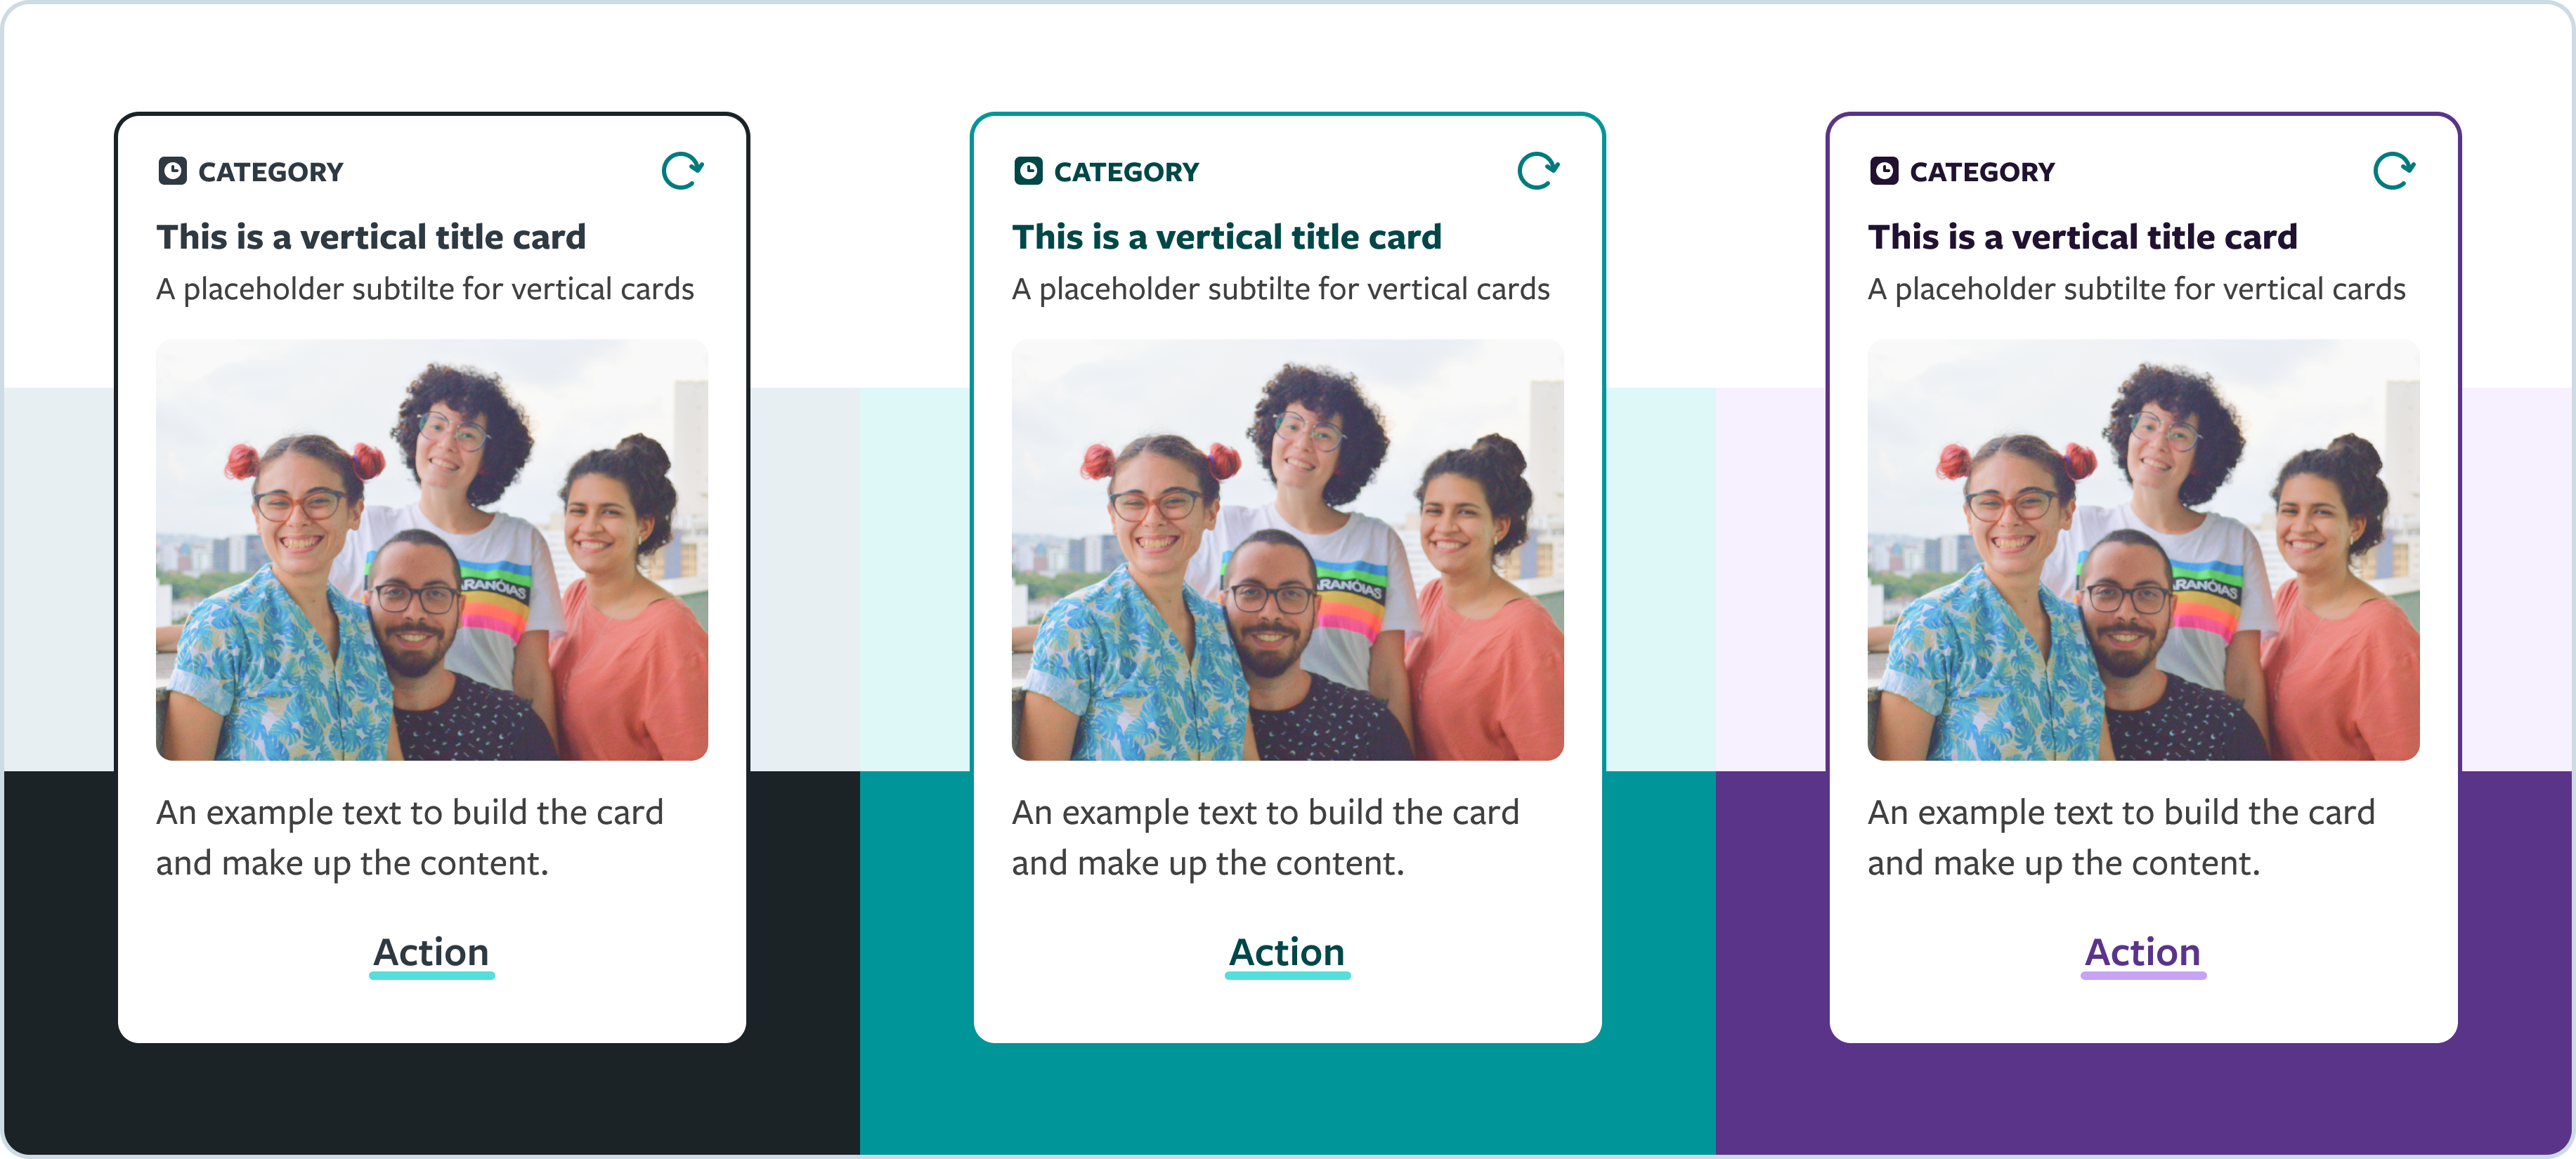 CATEGORY
This is a vertical title card
A placeholder subtilte for vertical cards
RANÓIAS
An example text to build the card
and make up the content.
Action
CATEGORY
This is a vertical title card
A placeholder subtilte for vertical cards
RANÓIAS
An example text to build the card
and make up the content.
Action
CATEGORY
This is a vertical title card
A placeholder subtilte for vertical cards
RANÓIAS
An example text to build the card
and make up the content.
Action